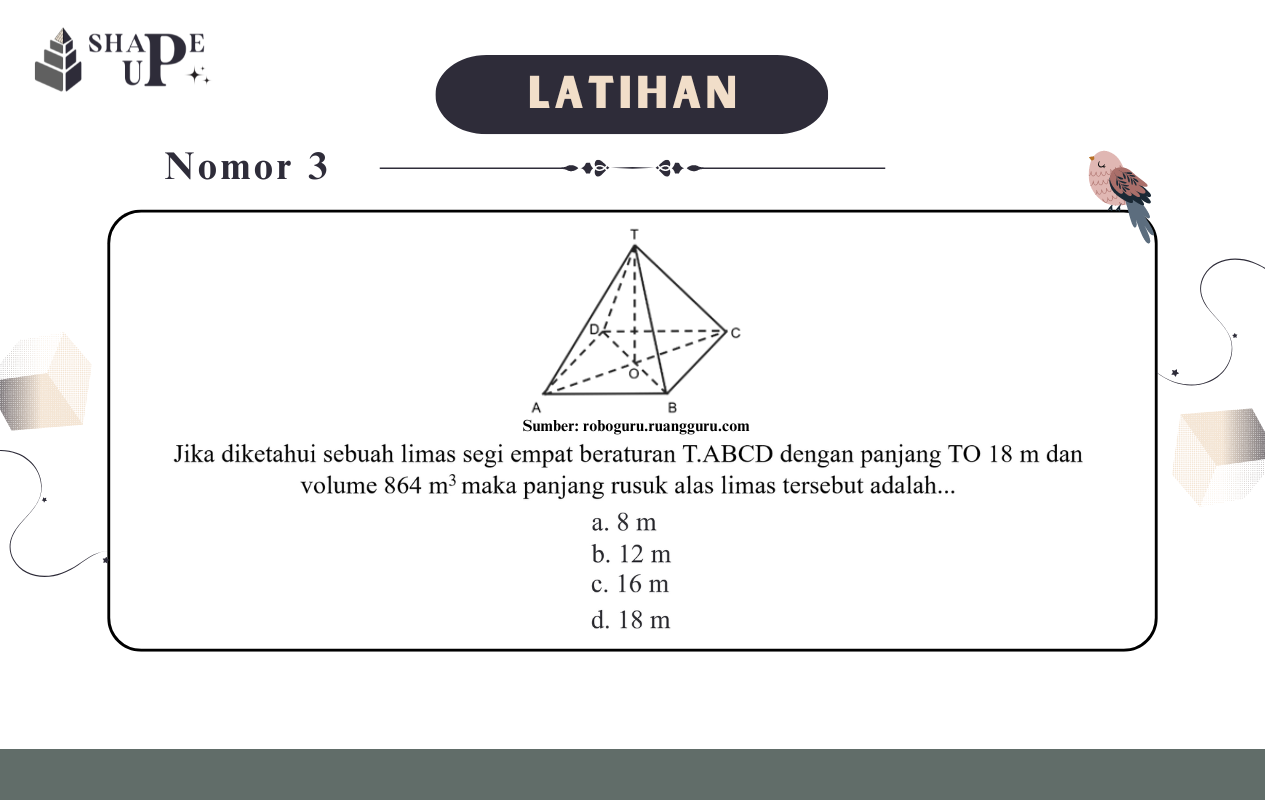 SHAPE
UP
LATIHAN
Nomor 3
T
D
C
O
A
B
Sumber: roboguru.ruangguru.com
Jika diketahui sebuah limas segi empat beraturan T.ABCD dengan panjang TO 18 m dan
volume 864 m³ maka panjang rusuk alas limas tersebut adalah...
a. 8 m
b. 12 m
c. 16 m
d. 18 m